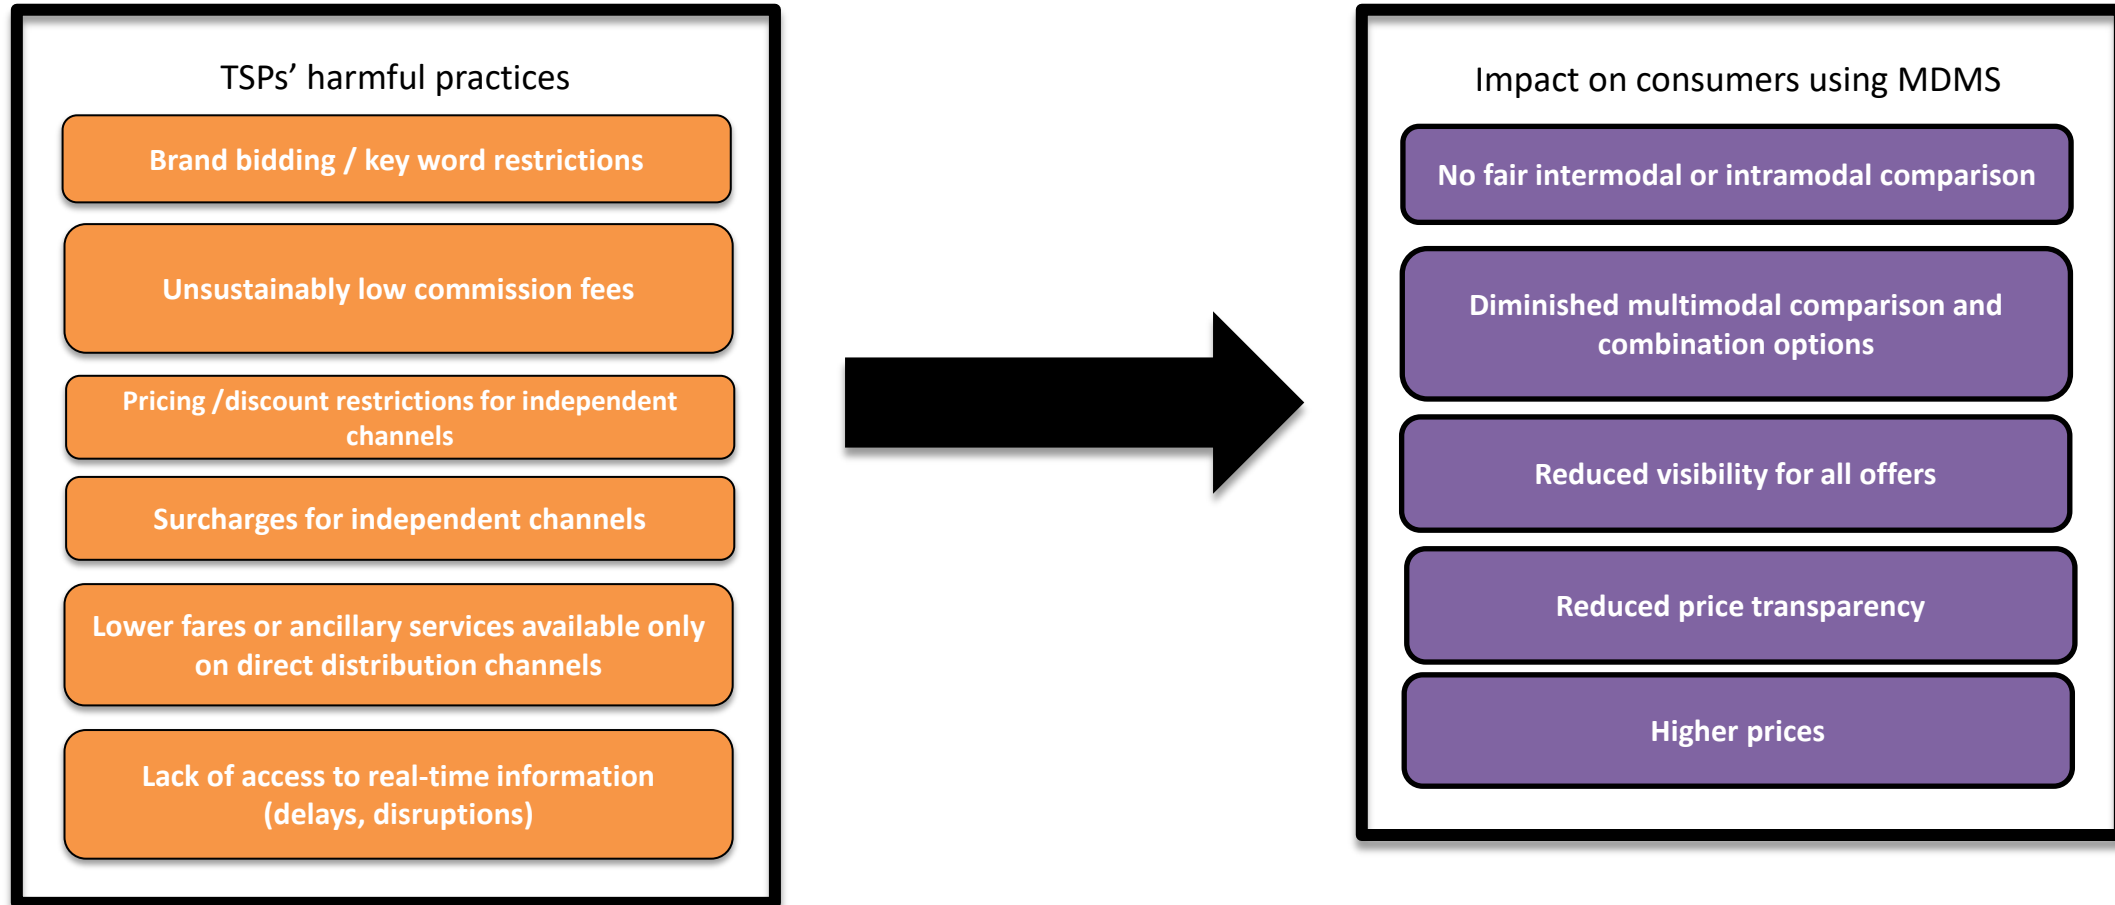 TSPs’ harmful practices
Brand bidding / key word restrictions
Unsustainably low commission fees
Pricing /discount restrictions for independent
channels
Surcharges for independent channels
Lower fares or ancillary services available only
on direct distribution channels
Lack of access to real-time information
(delays, disruptions)
Impact on consumers using MDMS
No fair intermodal or intramodal comparison
Diminished multimodal comparison and
combination options
Reduced visibility for all offers
Reduced price transparency
Higher prices